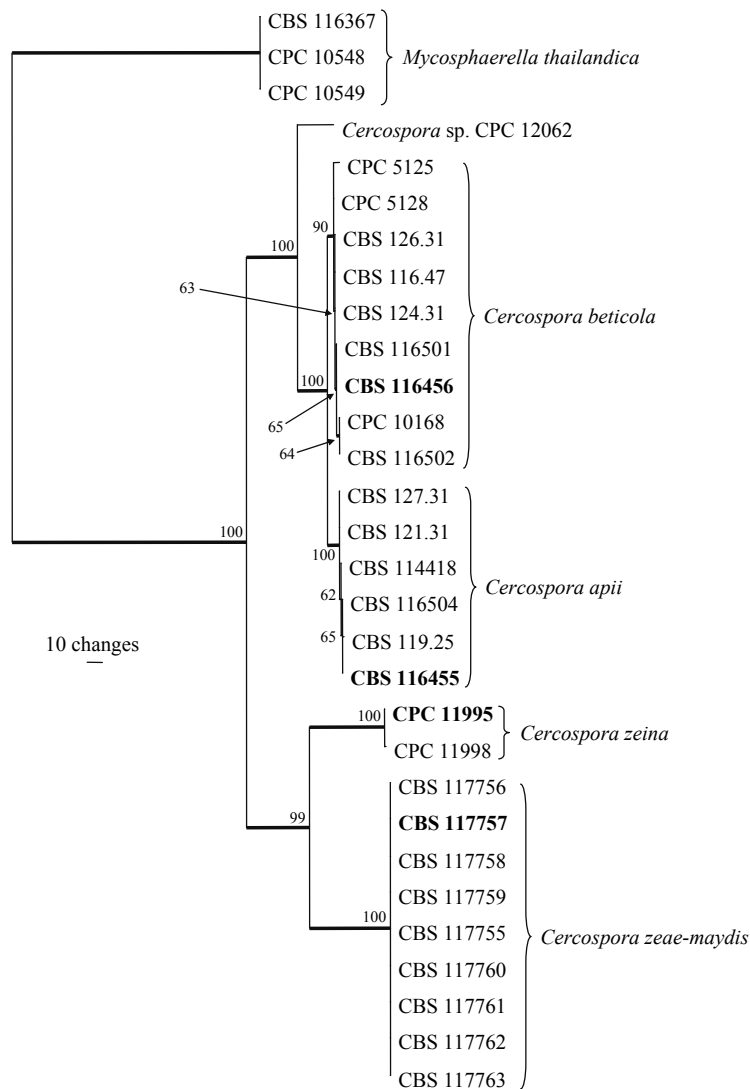 CBS 116367
CPC 10548
CPC 10549
Mycosphaerella thailandica
Cercospora sp. CPC 12062
CPC 5125
CPC 5128
90
CBS 126.31
100
63
CBS 116.47
CBS 124.31
Cercospora beticola
CBS 116501
100
CBS 116456
65
CPC 10168
64
CBS 116502
CBS 127.31
100
CBS 121.31
100
CBS 114418
Cercospora apii
62
CBS 116504
65
CBS 119.25
10 changes
CBS 116455
100
CPC 11995
Cercospora zeina
CPC 11998
CBS 117756
99
CBS 117757
CBS 117758
CBS 117759
100
CBS 117755
Cercospora zeae-maydis
CBS 117760
CBS 117761
CBS 117762
CBS 117763